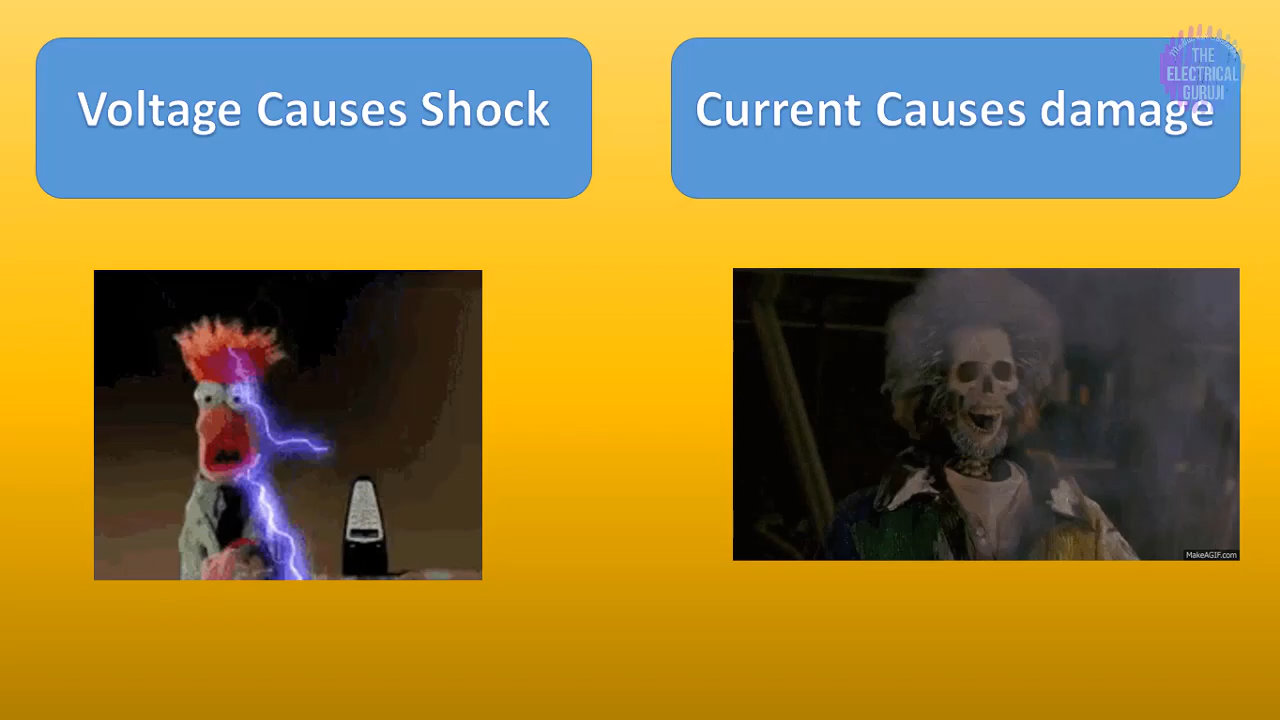 Voltage Causes Shock
Current Causes damage
THE
ELECTRICAL
GURUJI
MakeAGIF.com